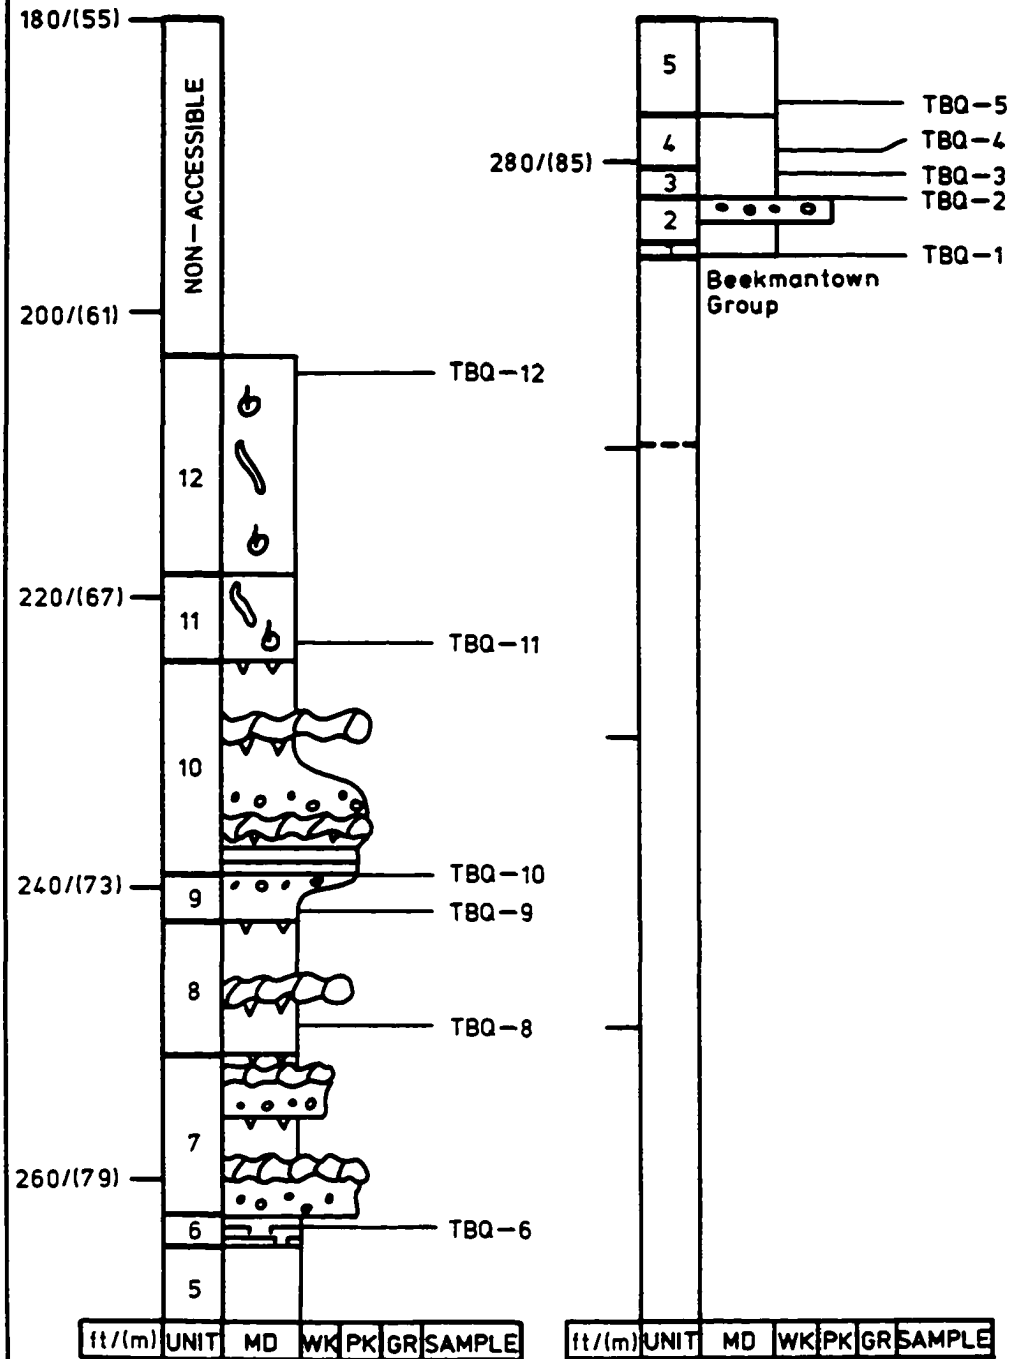 180/(55)
NON-ACCESSIBLE
200/(61)
TBQ-12
12
220/(67)
11
TBQ-11
10
TBQ-10
240/(73)
9
TBQ-9
8
TBQ-8
7
260/(79)
6
TBQ-6
5
ft/(m) UNIT MD WK PK GR SAMPLE
5
TBQ-5
4
TBQ-4
280/(85)
3
TBQ-3
TBQ-2
2
TBQ-1
1
Beekmantown
Group
ft/(m) UNIT MD WK PK GR SAMPLE